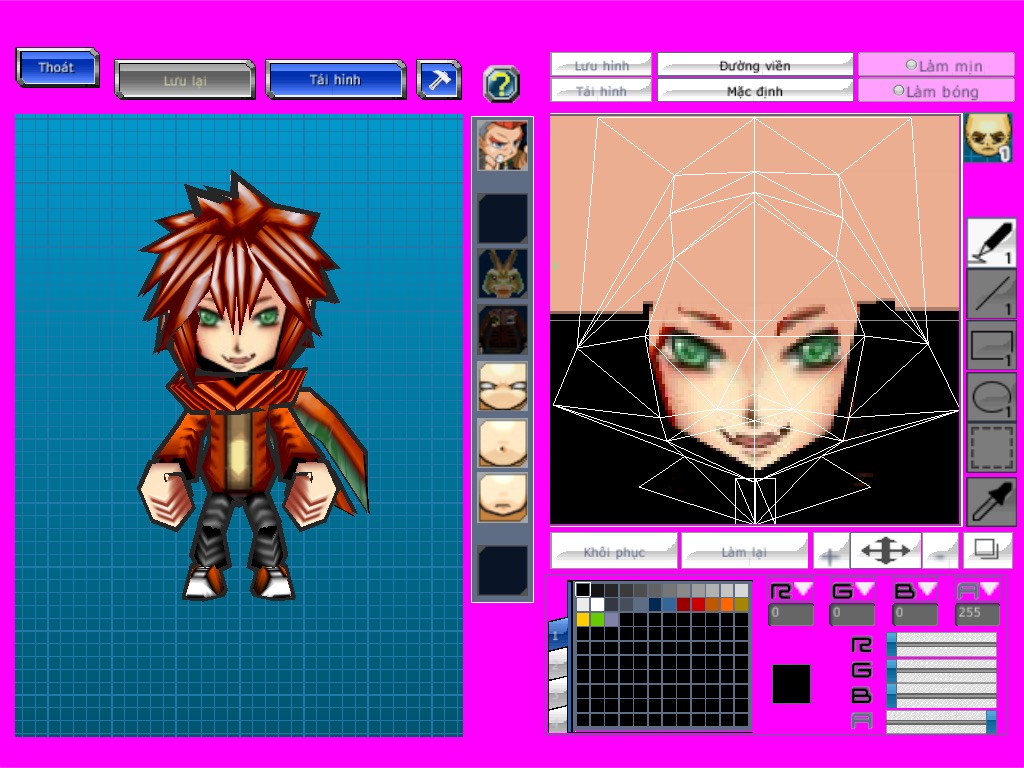 Thoát
Lưu lại
Tải hình
?
Lưu hình
Đường viền
Làm mịn
Tải hình
Mặc định
Làm bóng
1
1
1
1
1
Khôi phục
Làm lại
+
-
R
G
B
A
0
0
0
255
1
R
G
B
A